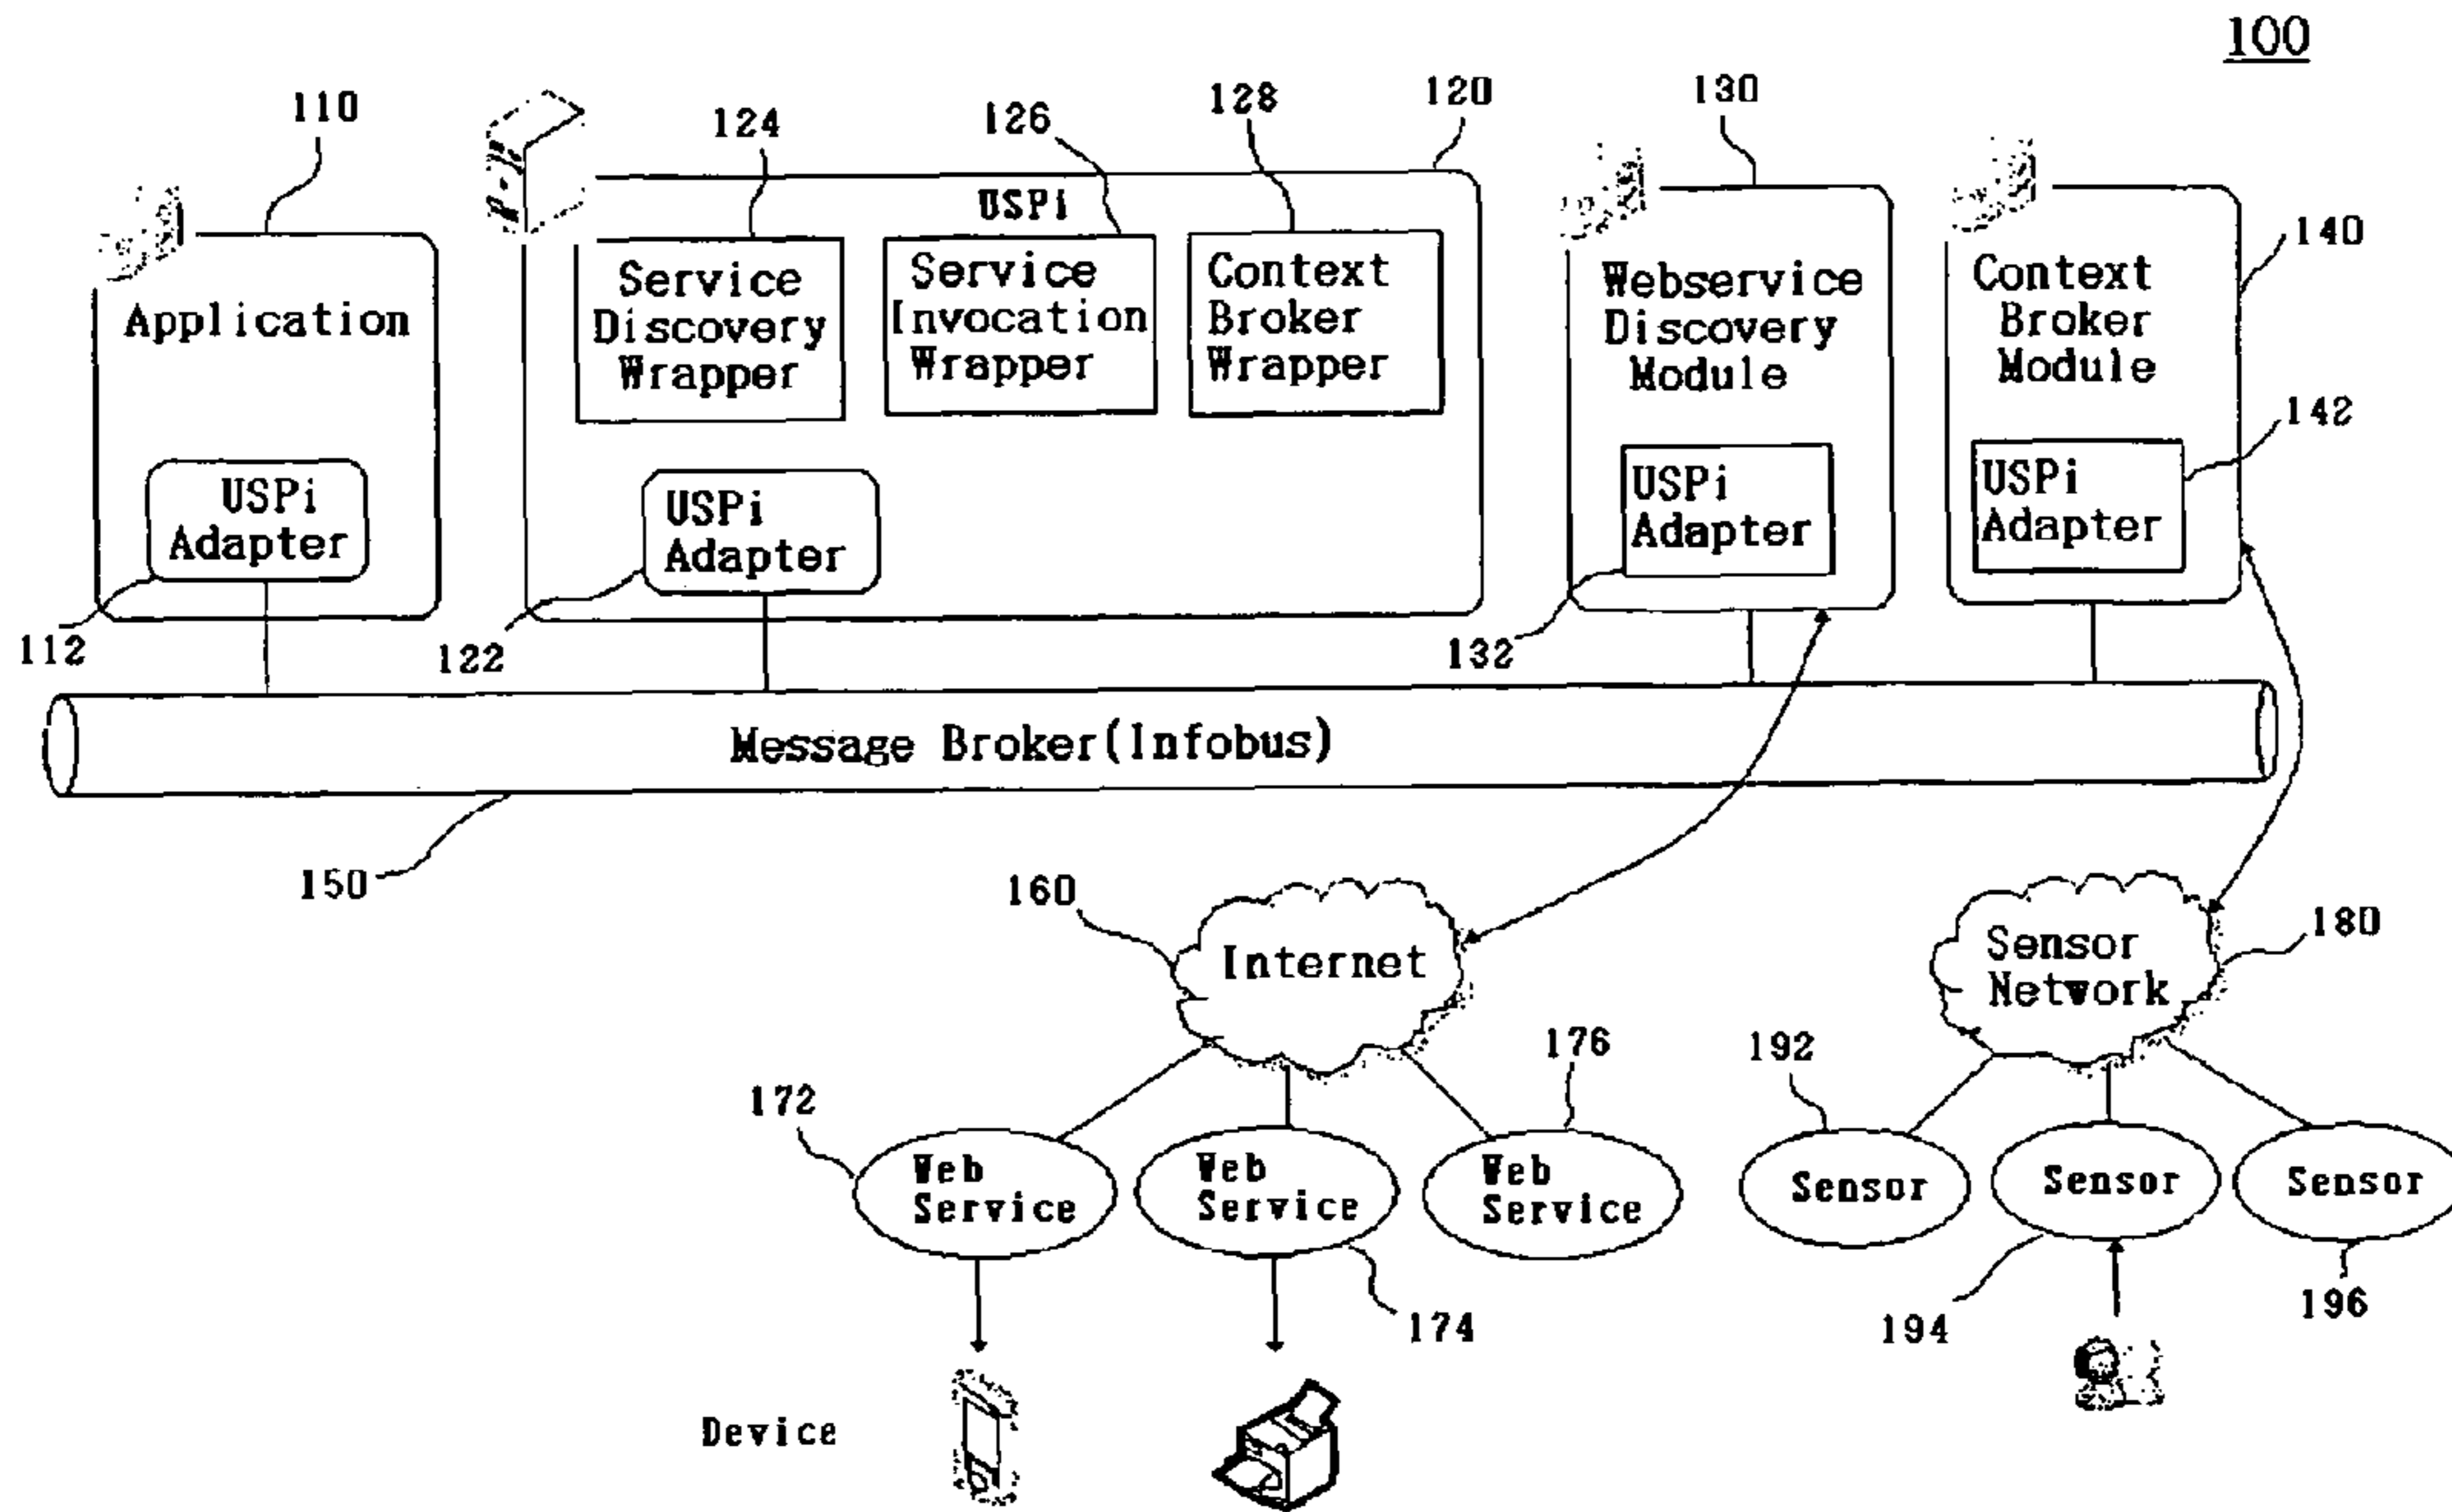 100
110
124
126
128
120
130
USPi
140
Application
Service
Discovery
Wrapper
Service
Invocation
Wrapper
Context
Broker
Wrapper
Webservice
Discovery
Module
Context
Broker
Module
142
USPi
Adapter
USPi
Adapter
USPi
Adapter
USPi
Adapter
112
122
132
Message Broker(Infobus)
150
160
Internet
Sensor
Network
180
172
176
192
Web
Service
Web
Service
Web
Service
Sensor
Sensor
Sensor
174
194
196
Device